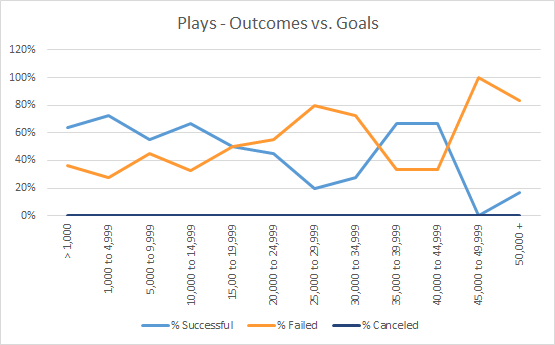 Plays - Outcomes vs. Goals
120%
100%
80%
60%
40%
20%
0%
> 1,000
1,000 to 4,999
5,000 to 9,999
10,000 to 14,999
15,00 to 19,999
20,000 to 24,999
25,000 to 29,999
30,000 to 34,999
35,000 to 39,999
40,000 to 44,999
45,000 to 49,999
50,000 +
% Successful
% Failed
% Canceled